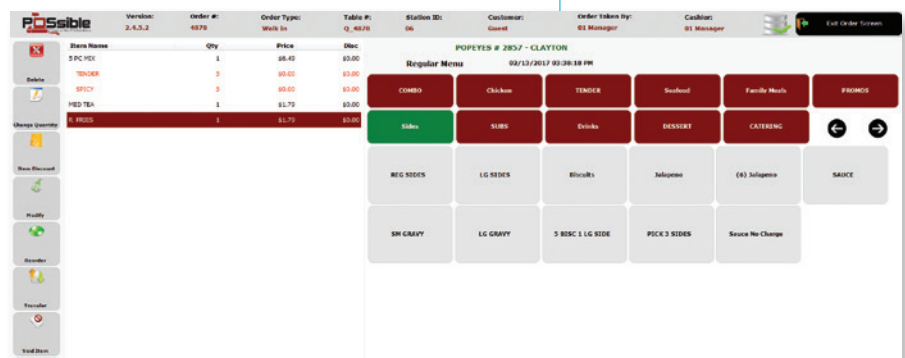 POSsible
Version: Order #: Order Type: Table #: Station ID: Customer: Order Taken By: Cashier:
2.4.5.2 4870 Walk In Q_4870 06 Guest 01 Manager 01 Manager
Exit Order Screen
Item Name Qty Price Disc
5 PC MIX 1 $6.49 $0.00
TENDER 3 $0.00 $0.00
SPICY 3 $0.00 $0.00
MED TEA 1 $1.79 $0.00
R. FRIES 1 $1.79 $0.00
Delete
Change Quantity
Item Discount
Modify
Reorder
Transfer
Void Item
POPEYES # 2857 - CLAYTON
Regular Menu 02/13/2017 03:38:18 PM
COMBO Chicken TENDER Seafood Family Meals PROMOS
Sides SUBS Drinks DESSERT CATERING
REG SIDES LG SIDES Biscuits Jalapeno (6) Jalapeno SAUCE
SM GRAVY LG GRAVY 5 BISC 1 LG SIDE PICK 3 SIDES Sauce No Charge